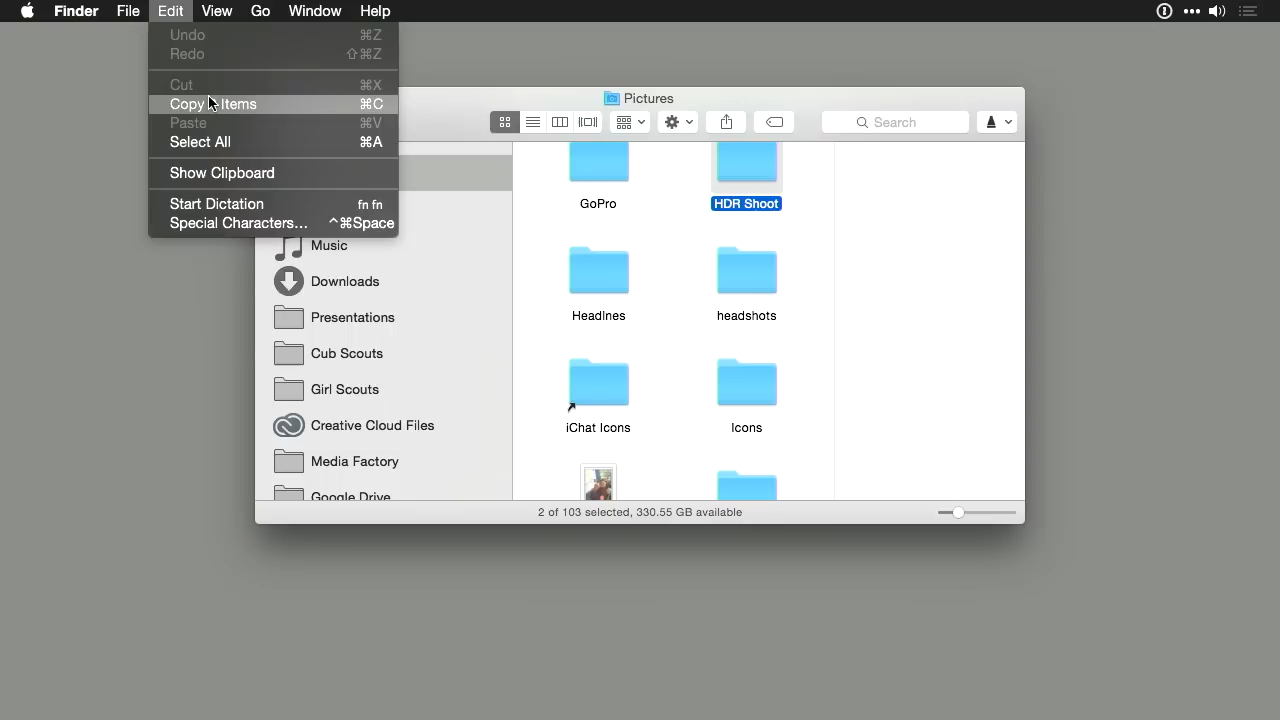 Finder File Edit View Go Window Help
Undo ⌘Z
Redo ⇧⌘Z
Cut ⌘X
Copy Items ⌘C
Paste ⌘V
Select All ⌘A
Show Clipboard
Start Dictation fn fn
Special Characters… ^⌘Space
Pictures
Search
Music
Downloads
Presentations
Cub Scouts
Girl Scouts
Creative Cloud Files
Media Factory
Google Drive
GoPro
HDR Shoot
HeadInes
headshots
iChat Icons
Icons
2 of 103 selected, 330.55 GB available